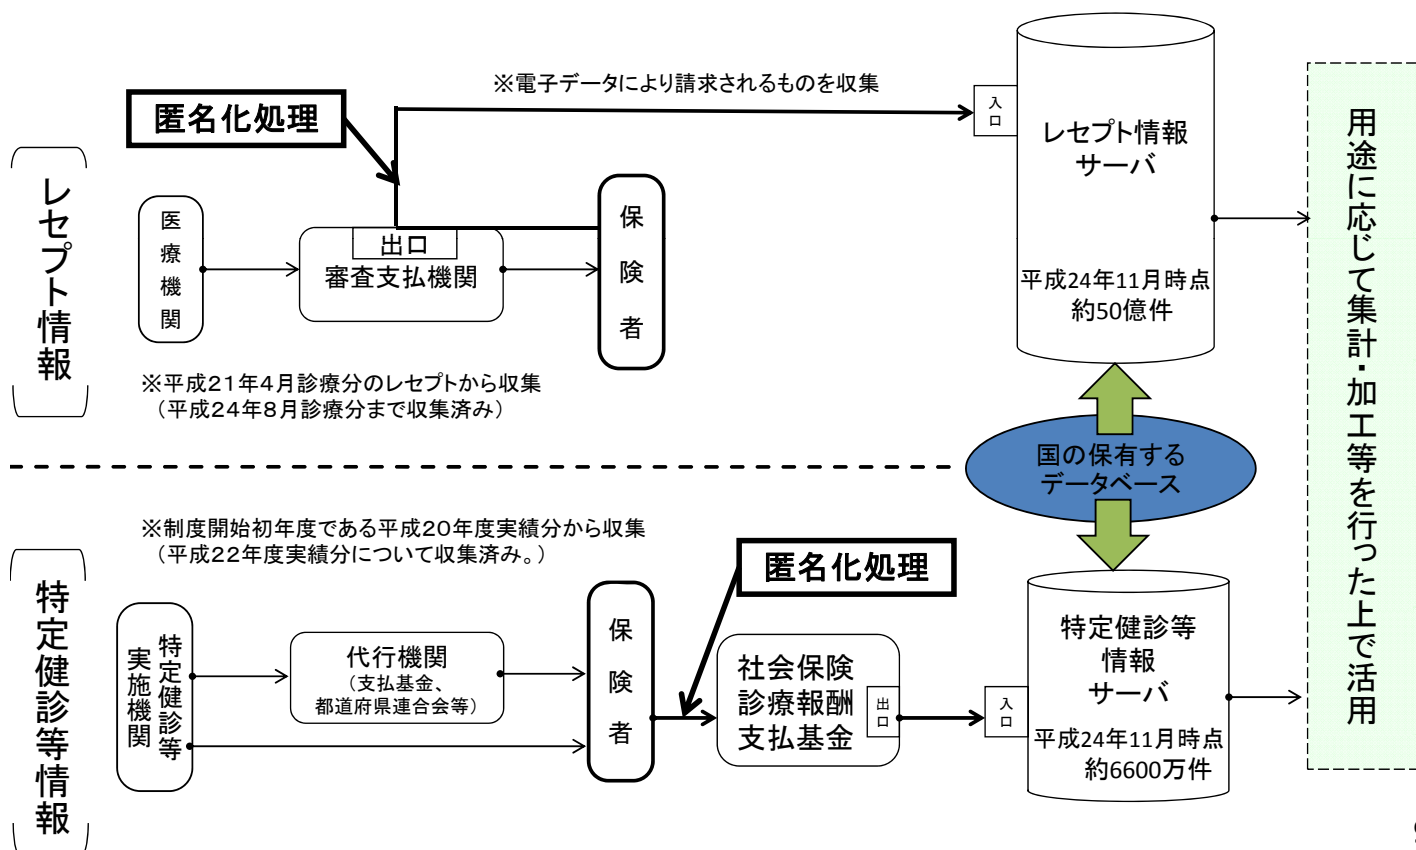 ※電子データにより請求されるものを収集
匿名化処理
レセプト情報
医療機関
出口
審査支払機関
保険者
入口
レセプト情報
サーバ
平成24年11月時点
約50億件
※平成21年4月診療分のレセプトから収集
（平成24年8月診療分まで収集済み）
国の保有する
データベース
用途に応じて集計・加工等を行った上で活用
※制度開始初年度である平成20年度実績分から収集
（平成22年度実績分について収集済み。）
匿名化処理
特定健診等情報
特定健診等
実施機関
代行機関
（支払基金、
都道府県連合会等）
保険者
社会保険
診療報酬
支払基金
出口
入口
特定健診等
情報
サーバ
平成24年11月時点
約6600万件